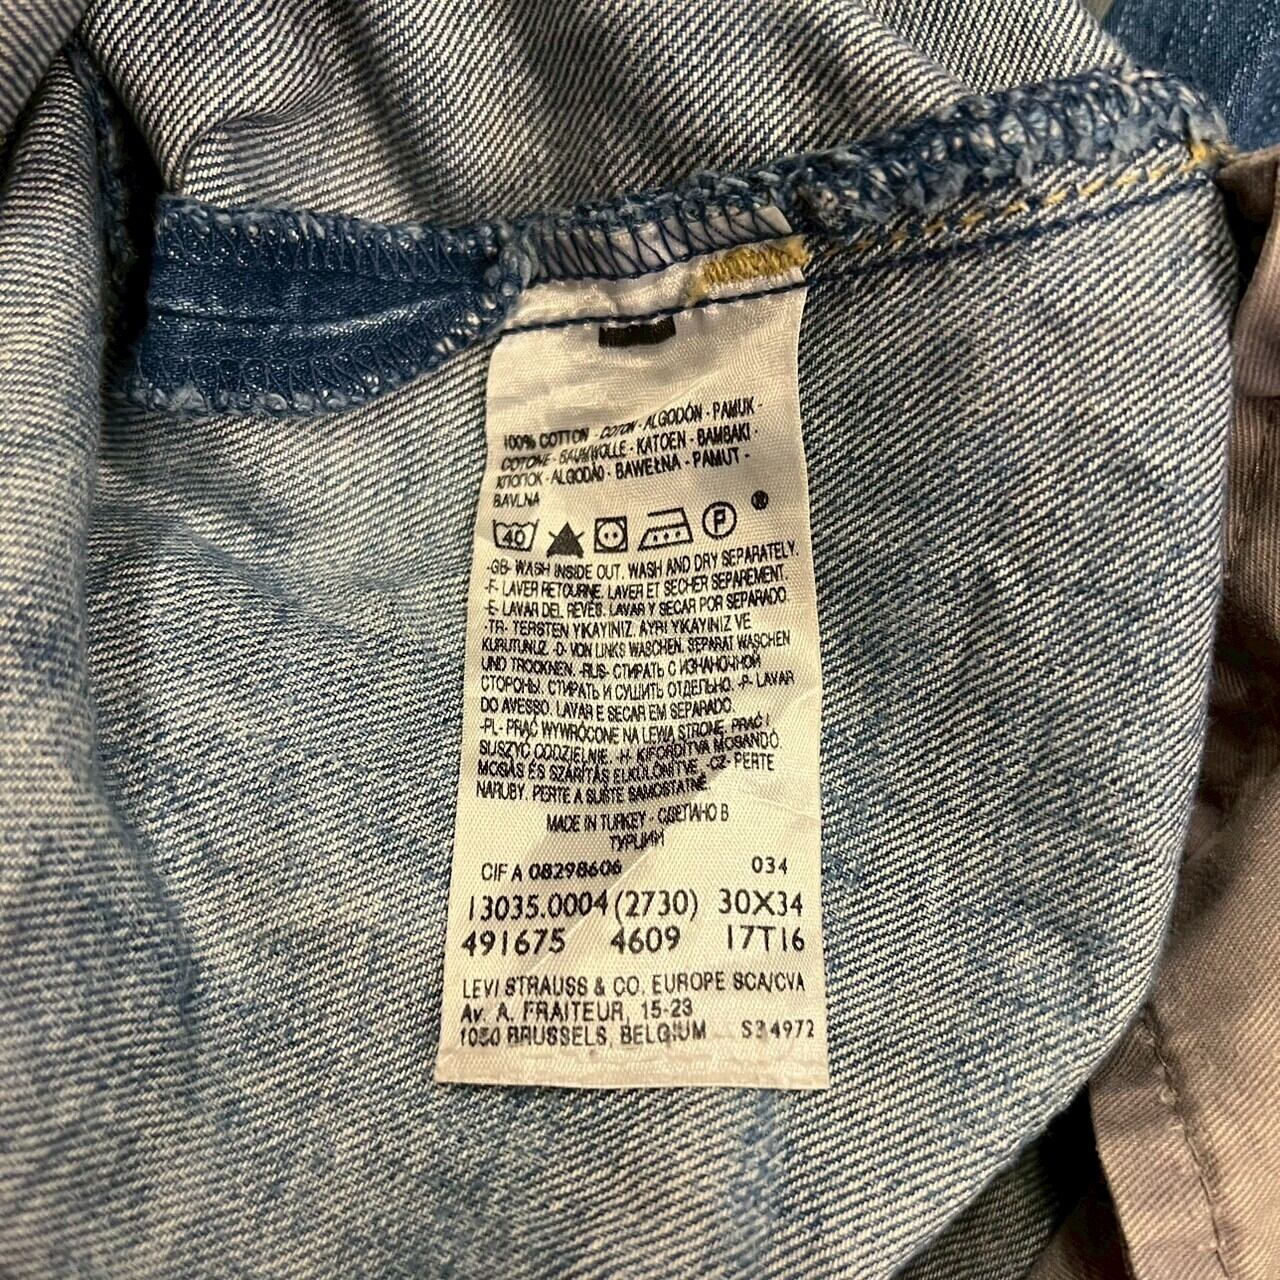 100% COTTON - COTON - ALGODÓN - PAMUK -
COTONE - BAUMWOLLE - KATOEN - BAMBAKI -
ХЛОПОК - ALGODÃO - BAWEŁNA - PAMUT -
BAVLNA
40 P ®
-GB- WASH INSIDE OUT. WASH AND DRY SEPARATELY.
-F- LAVER RETOURNE. LAVER ET SECHER SEPAREMENT.
-E- LAVAR DEL REVÉS. LAVAR Y SECAR POR SEPARADO.
-TR- TERSTEN YIKAYINIZ. AYRI YIKAYINIZ VE
KURUTUNUZ. -D- VON LINKS WASCHEN. SEPARAT WASCHEN
UND TROCKNEN. -RUS- СТИРАТЬ С ИЗНАНОЧНОЙ
СТОРОНЫ. СТИРАТЬ И СУШИТЬ ОТДЕЛЬНО. -P- LAVAR
DO AVESSO. LAVAR E SECAR EM SEPARADO.
-PL- PRAĆ WYWRÓCONE NA LEWĄ STRONĘ. PRAĆ I
SUSZYĆ ODDZIELNIE. -H- KIFORDÍTVA MOSANDÓ.
MOSÁS ÉS SZÁRÍTÁS ELKÜLÖNÍTVE. -CZ- PERTE
NARUBY. PERTE A SUŠTE SAMOSTATNĚ.
MADE IN TURKEY - СДЕЛАНО В
ТУРЦИИ
CIF A 08298606 034
13035.0004 (2730) 30X34
491675 4609 17T16
LEVI STRAUSS & CO. EUROPE SCA/CVA
Av. A. FRAITEUR, 15-23
1050 BRUSSELS, BELGIUM S34972